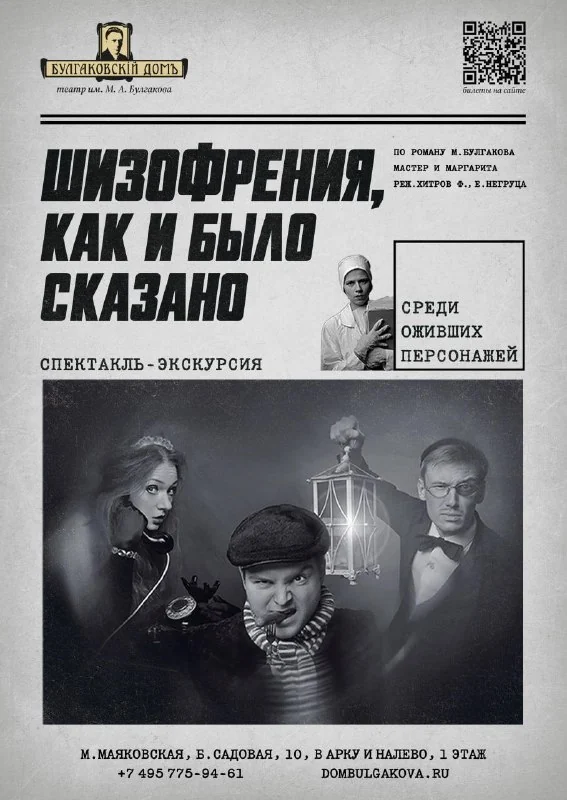 БУЛГАКОВСКIЙ ДОМЪ
театр им. М. А. Булгакова
билеты на сайте
ШИЗОФРЕНИЯ,
КАК И БЫЛО
СКАЗАНО
ПО РОМАНУ М.БУЛГАКОВА
МАСТЕР И МАРГАРИТА
РЕЖ.ХИТРОВ Ф., Е.НЕГРУЦА
СРЕДИ
ОЖИВШИХ
ПЕРСОНАЖЕЙ
СПЕКТАКЛЬ-ЭКСКУРСИЯ
М.МАЯКОВСКАЯ, Б.САДОВАЯ, 10, В АРКУ И НАЛЕВО, 1 ЭТАЖ
+7 495 775-94-61 DOMBULGAKOVA.RU